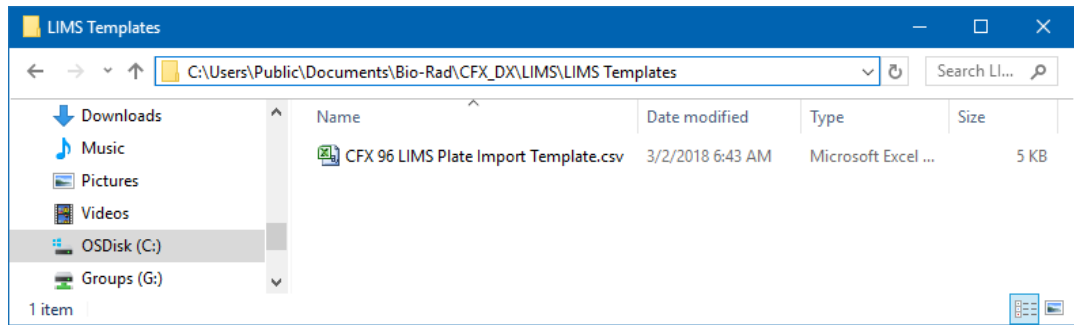 LIMS Templates
C:\Users\Public\Documents\Bio-Rad\CFX_DX\LIMS\LIMS Templates
Search LI...
Downloads
Music
Pictures
Videos
OSDisk (C:)
Groups (G:)
Name Date modified Type Size
CFX 96 LIMS Plate Import Template.csv 3/2/2018 6:43 AM Microsoft Excel ... 5 KB
1 item